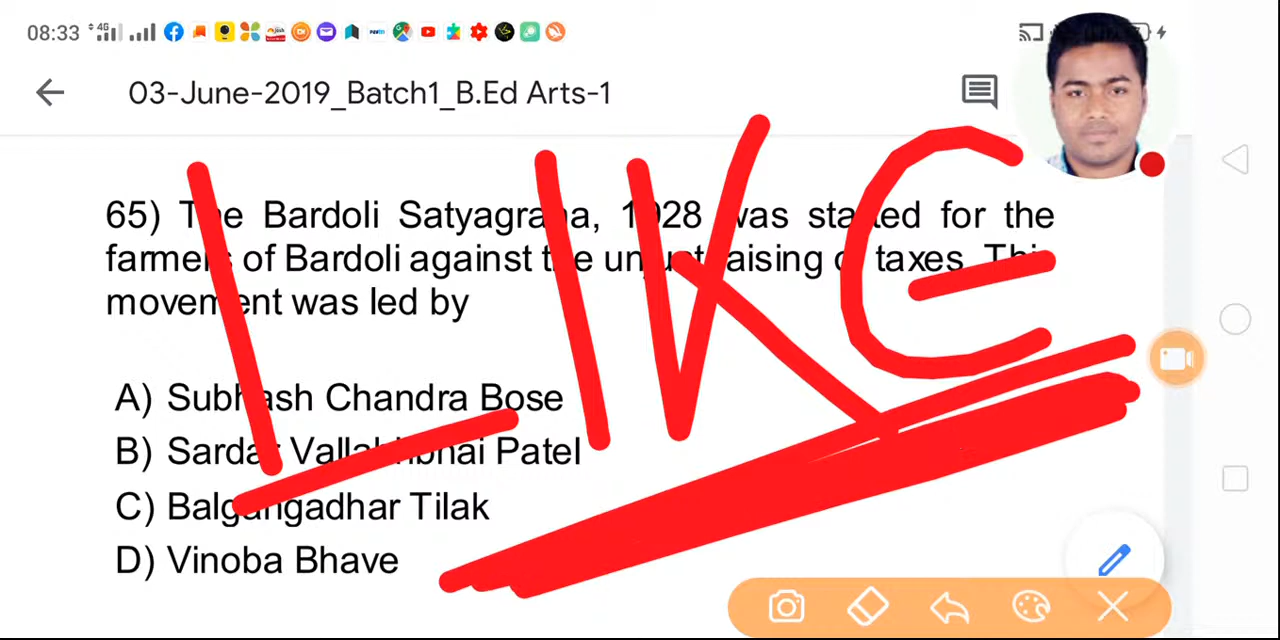 08:33 4G
03-June-2019_Batch1_B.Ed Arts-1
LIKE
65) The Bardoli Satyagraha, 1928 was started for the
farmers of Bardoli against the unjust raising of taxes. This
movement was led by
A) Subhash Chandra Bose
B) Sardar Vallabhbhai Patel
C) Balgangadhar Tilak
D) Vinoba Bhave